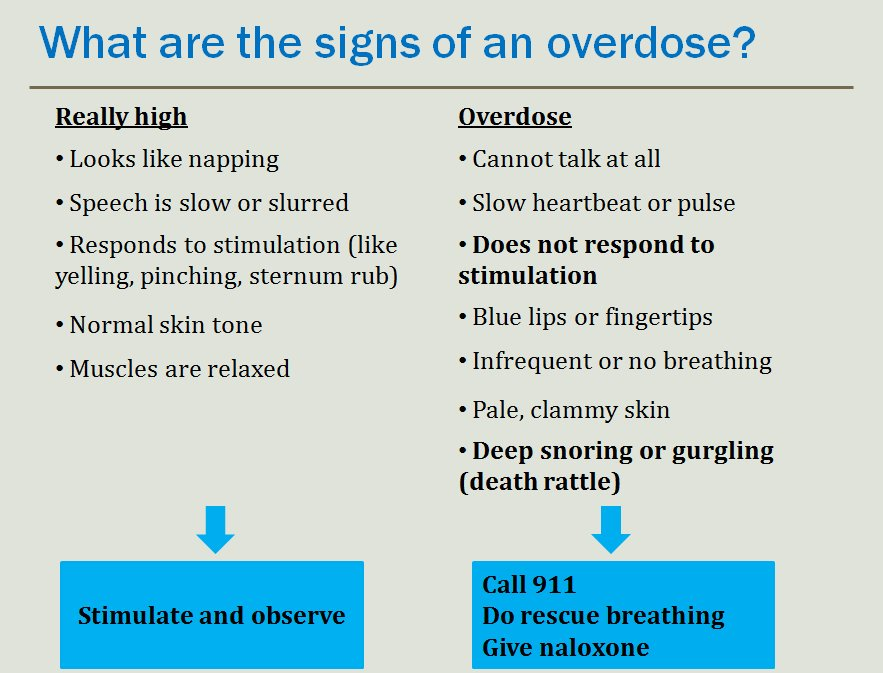 What are the signs of an overdose?
Really high
• Looks like napping
• Speech is slow or slurred
• Responds to stimulation (like
yelling, pinching, sternum rub)
• Normal skin tone
• Muscles are relaxed
Stimulate and observe
Overdose
• Cannot talk at all
• Slow heartbeat or pulse
• Does not respond to
stimulation
• Blue lips or fingertips
• Infrequent or no breathing
• Pale, clammy skin
• Deep snoring or gurgling
(death rattle)
Call 911
Do rescue breathing
Give naloxone